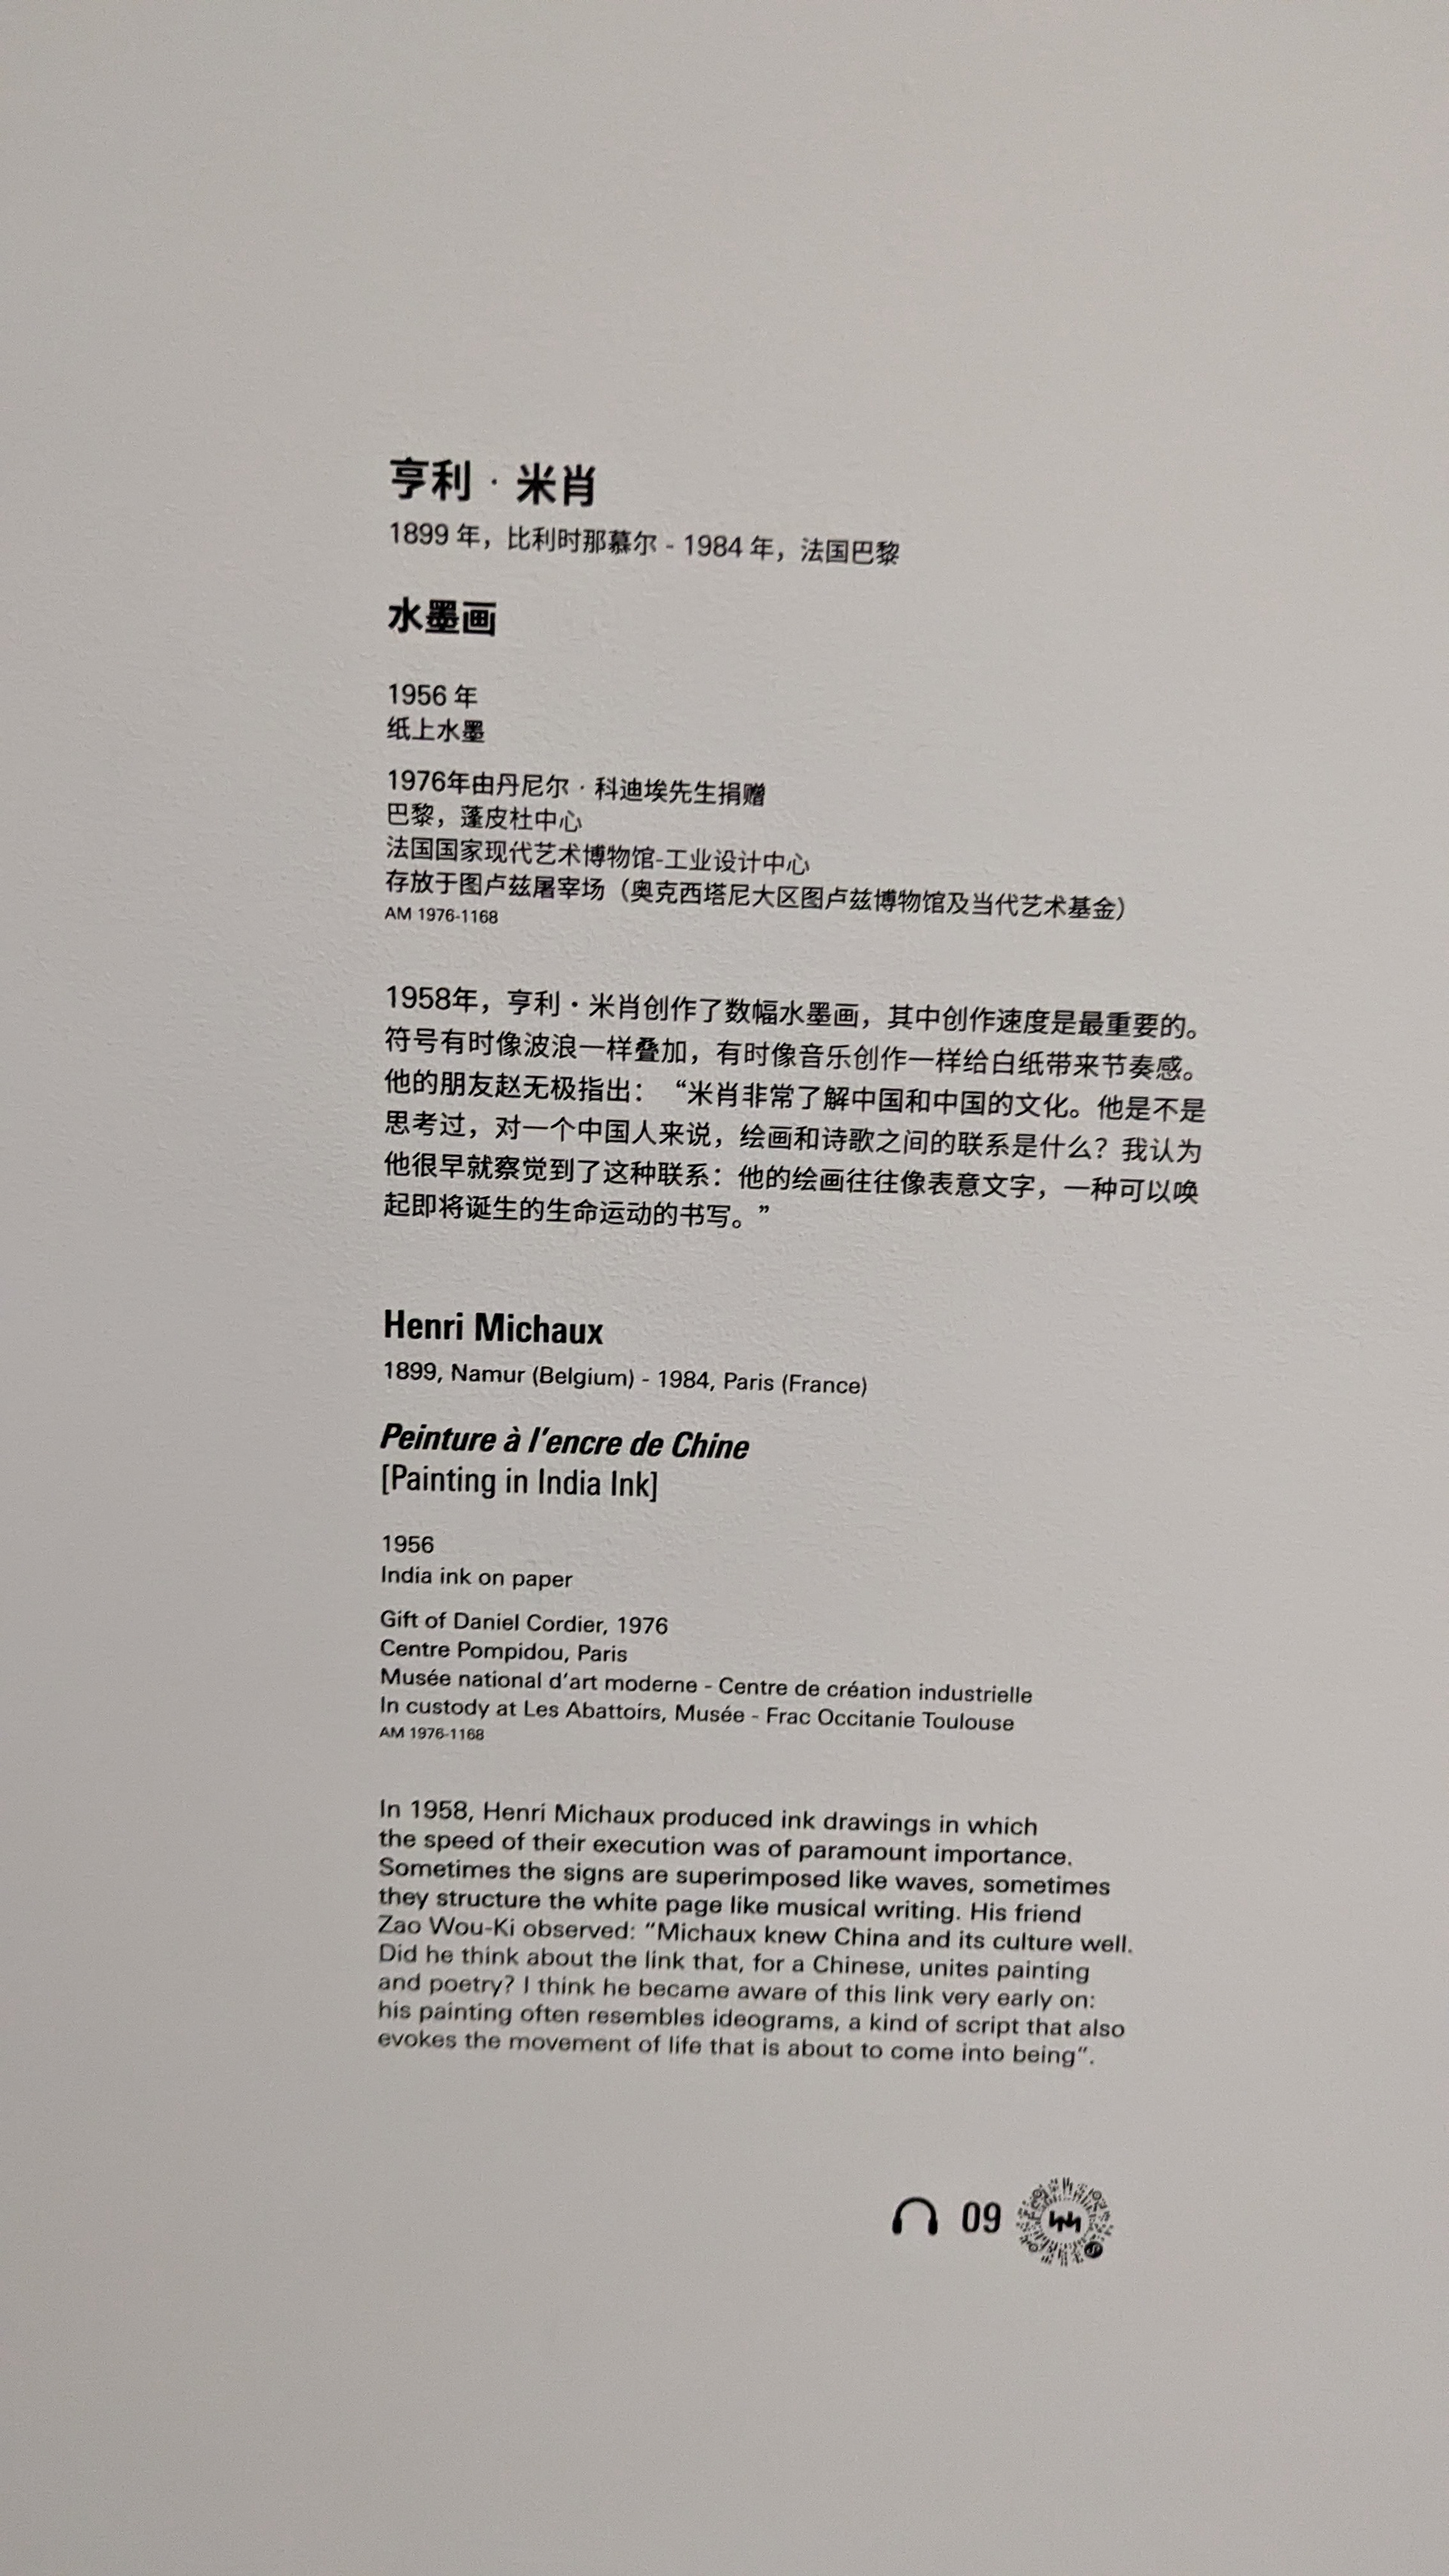 亨利 · 米肖
1899 年，比利时那慕尔 - 1984 年，法国巴黎
水墨画
1956 年
纸上水墨
1976年由丹尼尔 · 科迪埃先生捐赠
巴黎，蓬皮杜中心
法国国家现代艺术博物馆-工业设计中心
存放于图卢兹屠宰场（奥克西塔尼大区图卢兹博物馆及当代艺术基金）
AM 1976-1168
1958年，亨利・米肖创作了数幅水墨画，其中创作速度是最重要的。
符号有时像波浪一样叠加，有时像音乐创作一样给白纸带来节奏感。
他的朋友赵无极指出：“米肖非常了解中国和中国的文化。他是不是
思考过，对一个中国人来说，绘画和诗歌之间的联系是什么？我认为
他很早就察觉到了这种联系：他的绘画往往像表意文字，一种可以唤
起即将诞生的生命运动的书写。”
Henri Michaux
1899, Namur (Belgium) - 1984, Paris (France)
Peinture à l’encre de Chine
[Painting in India Ink]
1956
India ink on paper
Gift of Daniel Cordier, 1976
Centre Pompidou, Paris
Musée national d’art moderne - Centre de création industrielle
In custody at Les Abattoirs, Musée - Frac Occitanie Toulouse
AM 1976-1168
In 1958, Henri Michaux produced ink drawings in which
the speed of their execution was of paramount importance.
Sometimes the signs are superimposed like waves, sometimes
they structure the white page like musical writing. His friend
Zao Wou-Ki observed: “Michaux knew China and its culture well.
Did he think about the link that, for a Chinese, unites painting
and poetry? I think he became aware of this link very early on:
his painting often resembles ideograms, a kind of script that also
evokes the movement of life that is about to come into being”.
09